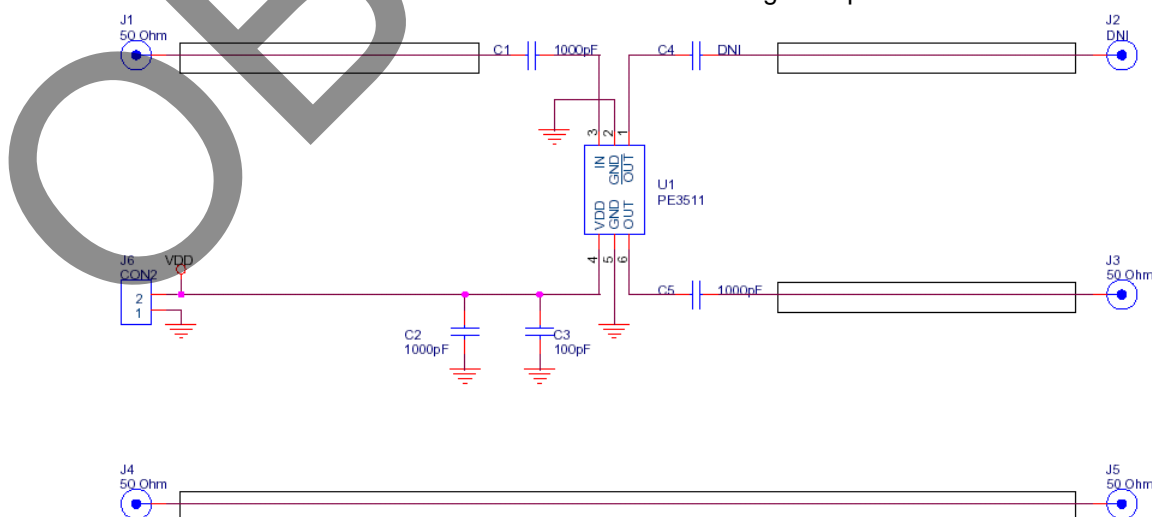 J1
50 Ohm
C1
1000pF
C4
DNI
J2
DNI
3
2
1
IN
GND
OUT
U1
PE3511
VDD
GND
OUT
4
5
6
J6
CON2
VDD
2
1
C2
1000pF
C3
100pF
C5
1000pF
J3
50 Ohm
J4
50 Ohm
J5
50 Ohm